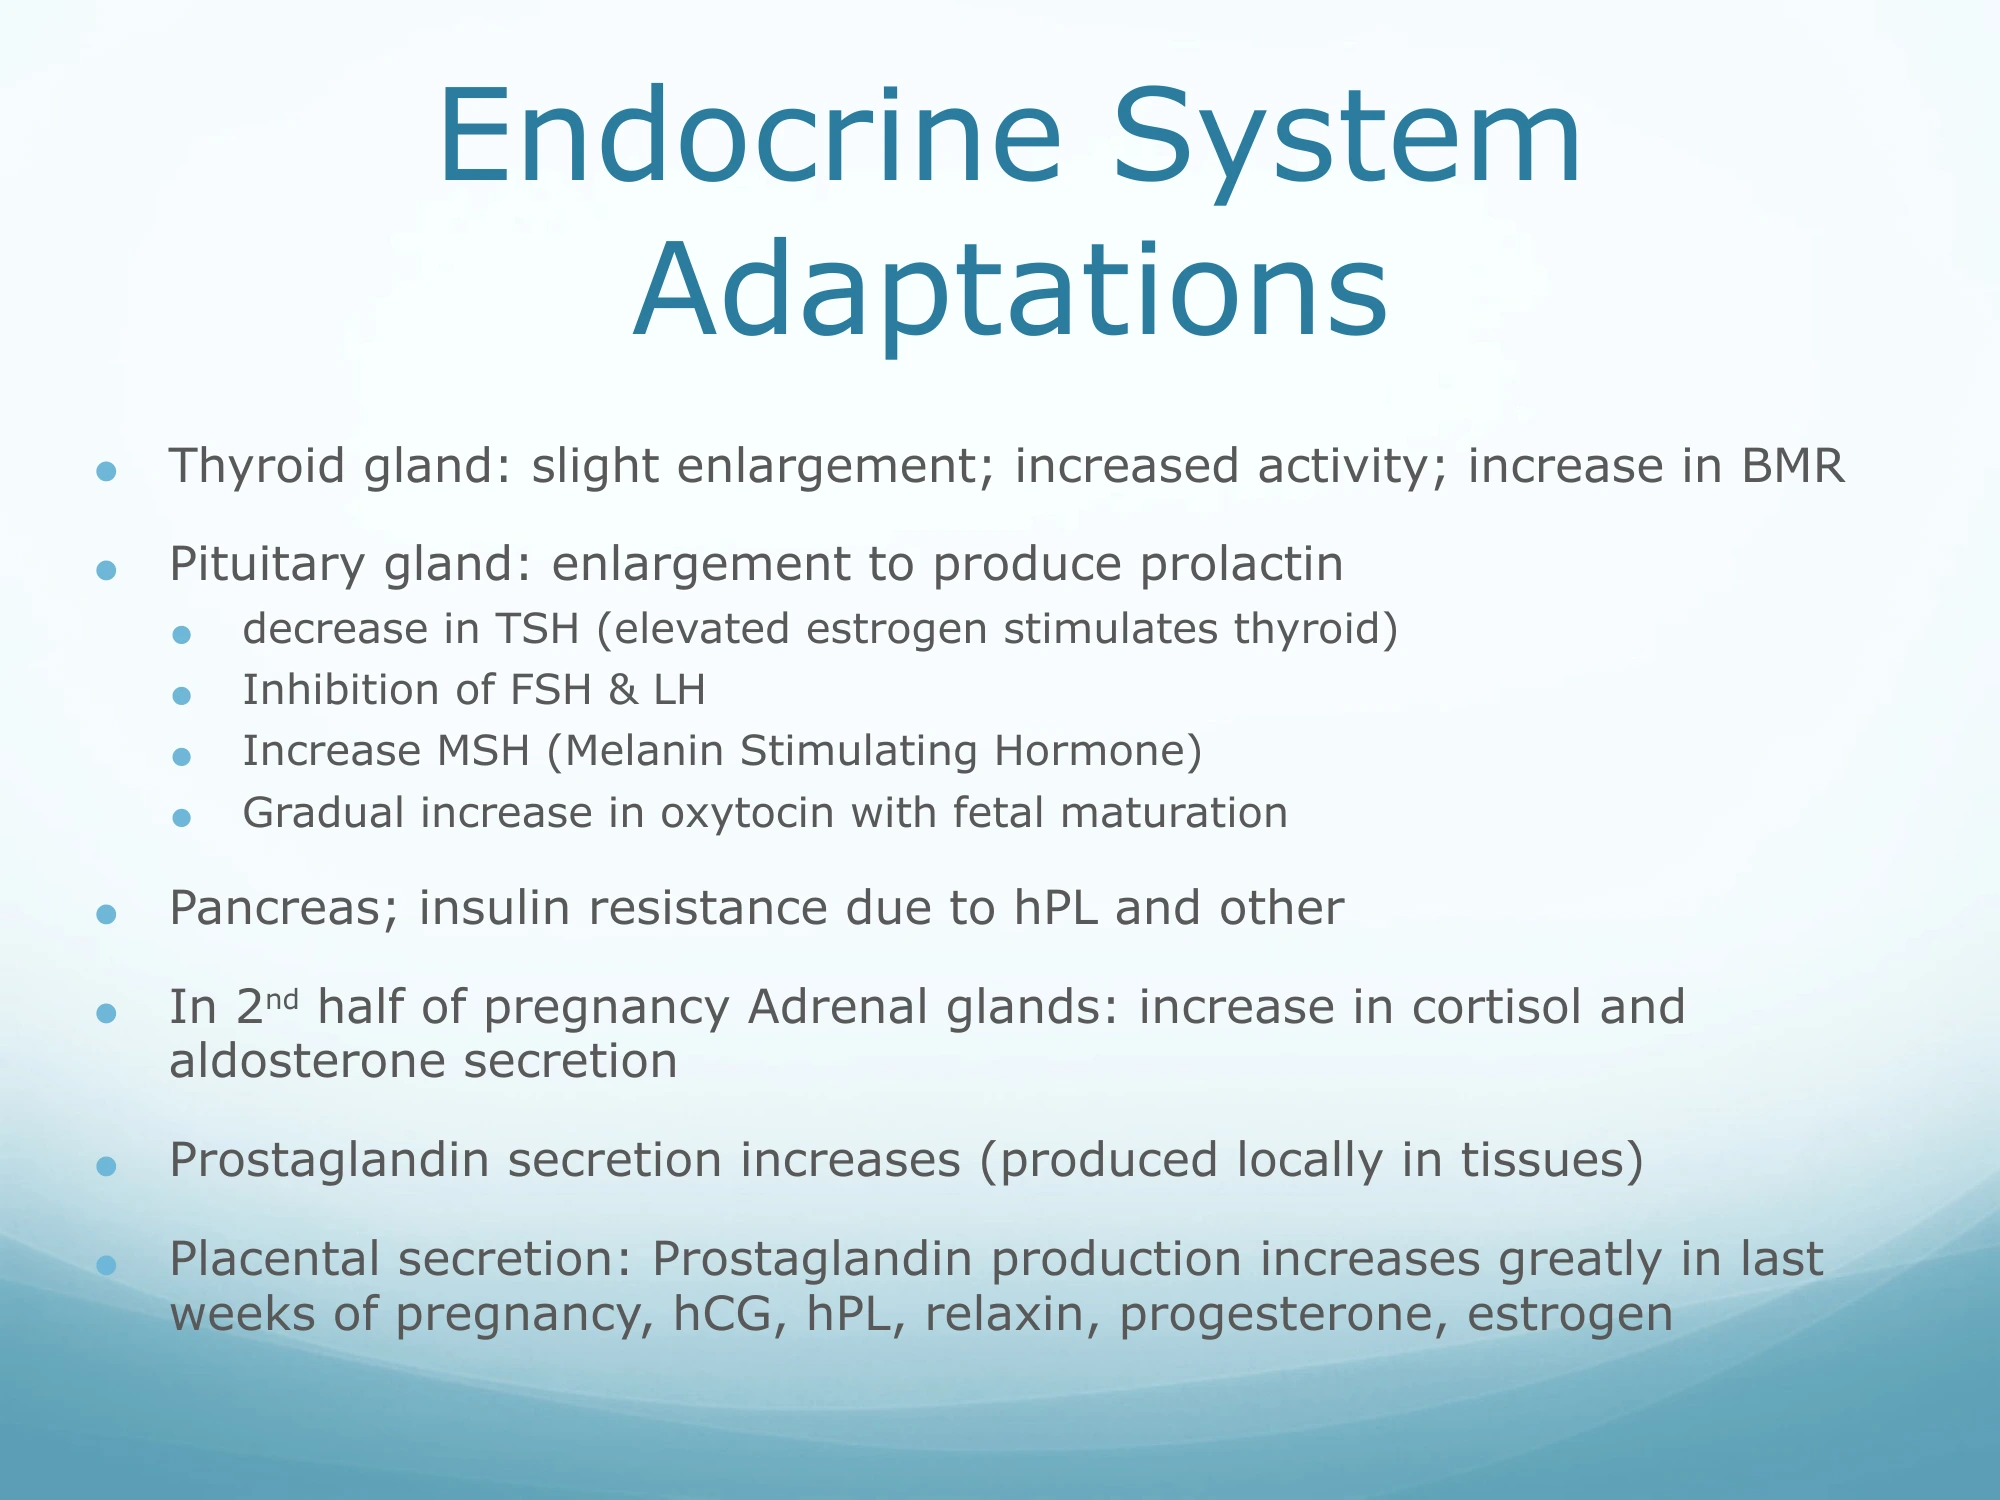 Endocrine System
Adaptations
• Thyroid gland: slight enlargement; increased activity; increase in BMR
• Pituitary gland: enlargement to produce prolactin
• decrease in TSH (elevated estrogen stimulates thyroid)
• Inhibition of FSH & LH
• Increase MSH (Melanin Stimulating Hormone)
• Gradual increase in oxytocin with fetal maturation
• Pancreas; insulin resistance due to hPL and other
• In 2nd half of pregnancy Adrenal glands: increase in cortisol and
aldosterone secretion
• Prostaglandin secretion increases (produced locally in tissues)
• Placental secretion: Prostaglandin production increases greatly in last
weeks of pregnancy, hCG, hPL, relaxin, progesterone, estrogen